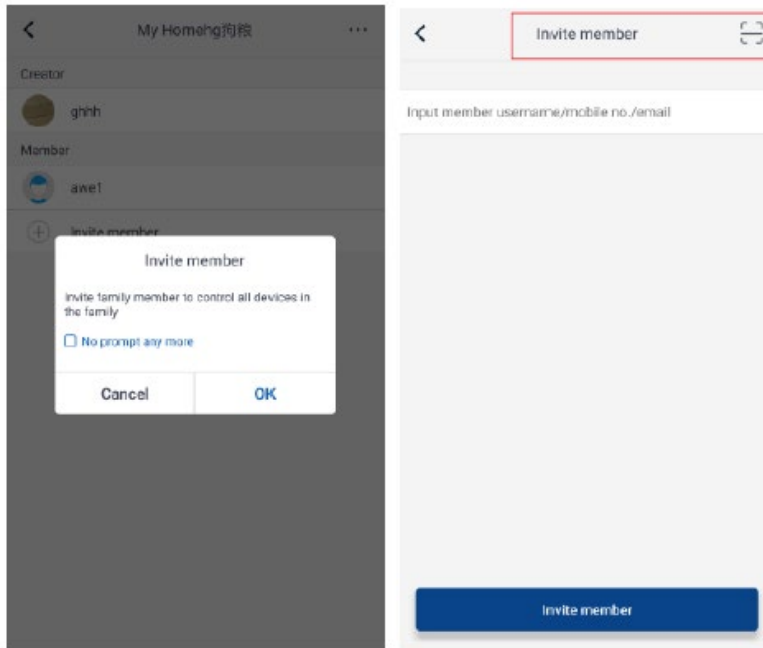 My Homehg狗粮
Creator
ghhh
Member
awe1
Invite member
Invite member
Invite family member to control all devices in
the family
No prompt any more
Cancel
OK
Invite member
Input member username/mobile no./email
Invite member